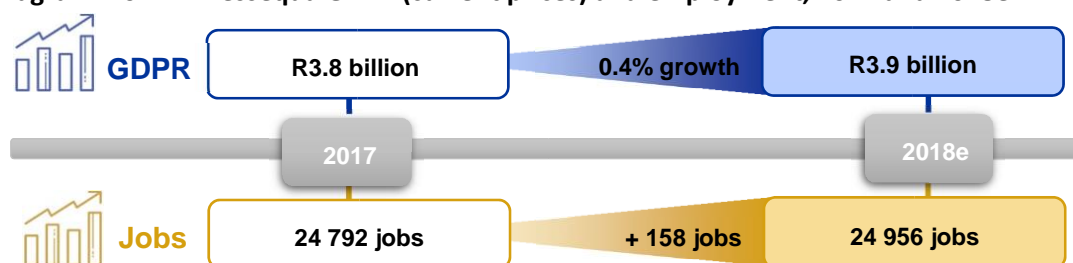 GDPR
R3.8 billion
0.4% growth
R3.9 billion
2017
2018e
Jobs
24 792 jobs
+ 158 jobs
24 956 jobs